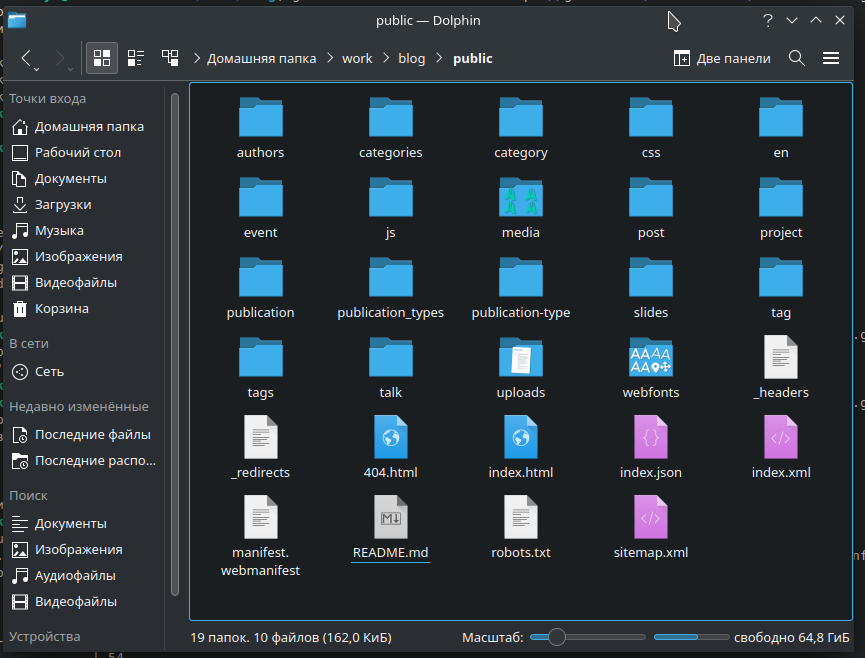 public — Dolphin
Домашняя папка
work
blog
public
Две панели
Точки входа
Домашняя папка
Рабочий стол
Документы
Загрузки
Музыка
Изображения
Видеофайлы
Корзина
В сети
Сеть
Недавно изменённые
Последние файлы
Последние распо...
Поиск
Документы
Изображения
Аудиофайлы
Видеофайлы
Устройства
authors
categories
category
css
en
event
js
media
post
project
publication
publication_types
publication-type
slides
tag
tags
talk
uploads
webfonts
_headers
_redirects
404.html
index.html
index.json
index.xml
manifest.
webmanifest
README.md
robots.txt
sitemap.xml
19 папок. 10 файлов (162,0 КиБ)
Масштаб:
свободно 64,8 ГиБ